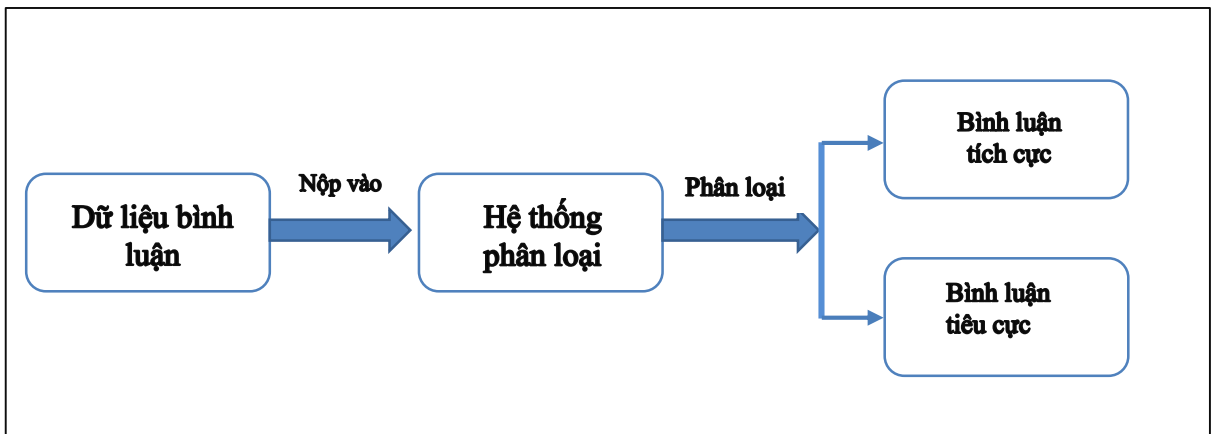 Dữ liệu bình
luận
Nộp vào
Hệ thống
phân loại
Phân loại
Bình luận
tích cực
Bình luận
tiêu cực